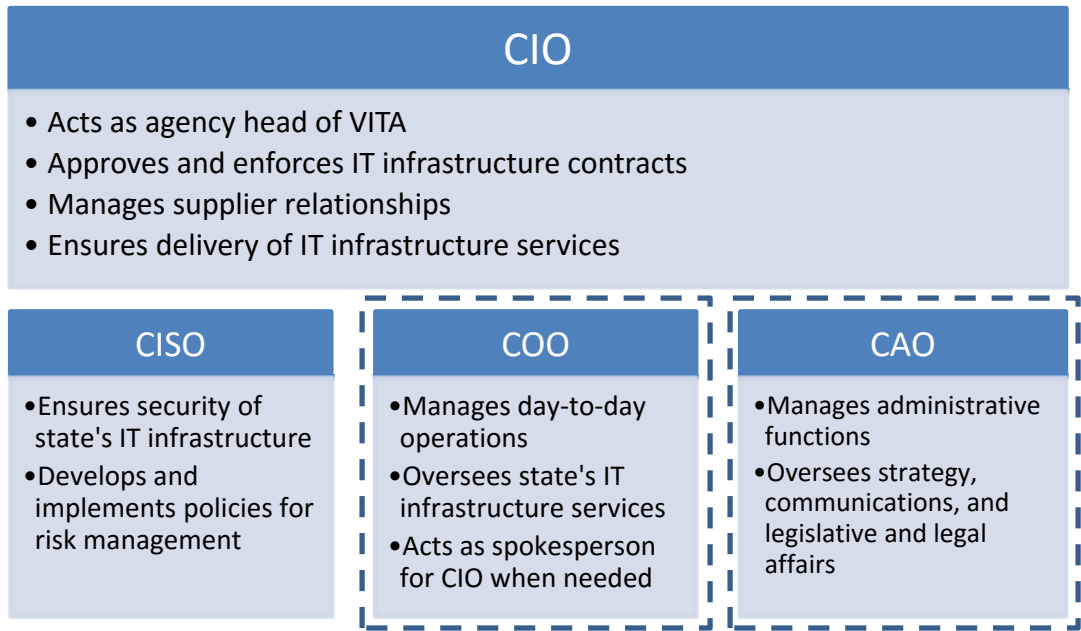 CIO
• Acts as agency head of VITA
• Approves and enforces IT infrastructure contracts
• Manages supplier relationships
• Ensures delivery of IT infrastructure services
CISO
•Ensures security of
state's IT infrastructure
•Develops and
implements policies for
risk management
COO
•Manages day-to-day
operations
•Oversees state's IT
infrastructure services
•Acts as spokesperson
for CIO when needed
CAO
•Manages administrative
functions
•Oversees strategy,
communications, and
legislative and legal
affairs